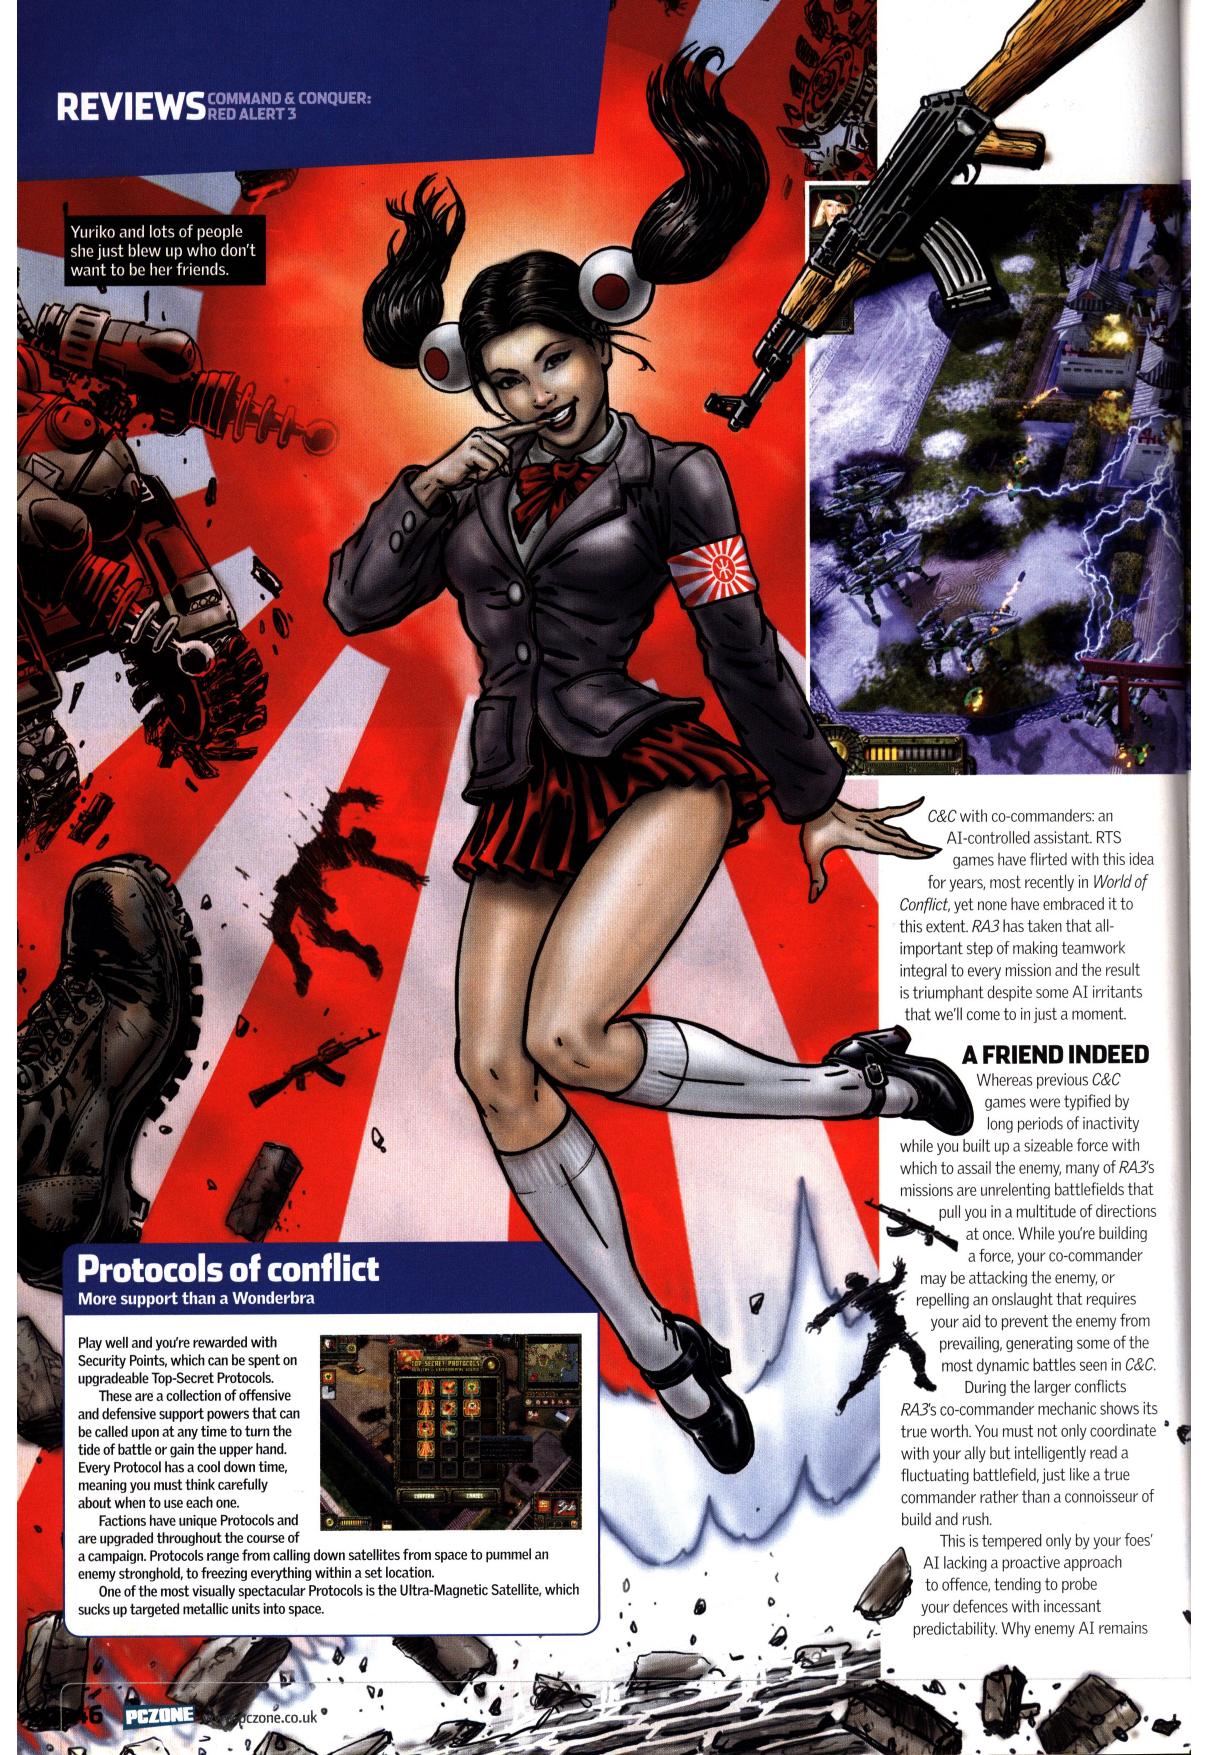 REVIEWS COMMAND & CONQUER:
RED ALERT 3
Yuriko and lots of people
she just blew up who don't
want to be her friends.
C&C with co-commanders: an
AI-controlled assistant. RTS
games have flirted with this idea
for years, most recently in World of
Conflict, yet none have embraced it to
this extent. RA3 has taken that all-
important step of making teamwork
integral to every mission and the result
is triumphant despite some AI irritants
that we'll come to in just a moment.
A FRIEND INDEED
Whereas previous C&C
games were typified by
long periods of inactivity
while you built up a sizeable force with
which to assail the enemy, many of RA3's
missions are unrelenting battlefields that
pull you in a multitude of directions
at once. While you're building
a force, your co-commander
may be attacking the enemy, or
repelling an onslaught that requires
your aid to prevent the enemy from
prevailing, generating some of the
most dynamic battles seen in C&C.
During the larger conflicts
RA3's co-commander mechanic shows its
true worth. You must not only coordinate
with your ally but intelligently read a
fluctuating battlefield, just like a true
commander rather than a connoisseur of
build and rush.
This is tempered only by your foes'
AI lacking a proactive approach
to offence, tending to probe
your defences with incessant
predictability. Why enemy AI remains
Protocols of conflict
More support than a Wonderbra
Play well and you're rewarded with
Security Points, which can be spent on
upgradeable Top-Secret Protocols.
These are a collection of offensive
and defensive support powers that can
be called upon at any time to turn the
tide of battle or gain the upper hand.
Every Protocol has a cool down time,
meaning you must think carefully
about when to use each one.
Factions have unique Protocols and
are upgraded throughout the course of
a campaign. Protocols range from calling down satellites from space to pummel an
enemy stronghold, to freezing everything within a set location.
One of the most visually spectacular Protocols is the Ultra-Magnetic Satellite, which
sucks up targeted metallic units into space.
TOP-SECRET PROTOCOLS
CONFIRM CANCEL
46 PCZONE www.pczone.co.uk